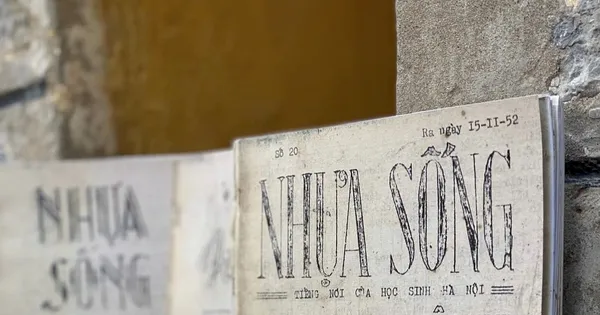 NHỰA
SỐNG
Số 20
Ra ngày 15-11-52
NHỰA SỐNG
TIẾNG NÓI CỦA HỌC SINH HÀ NỘI